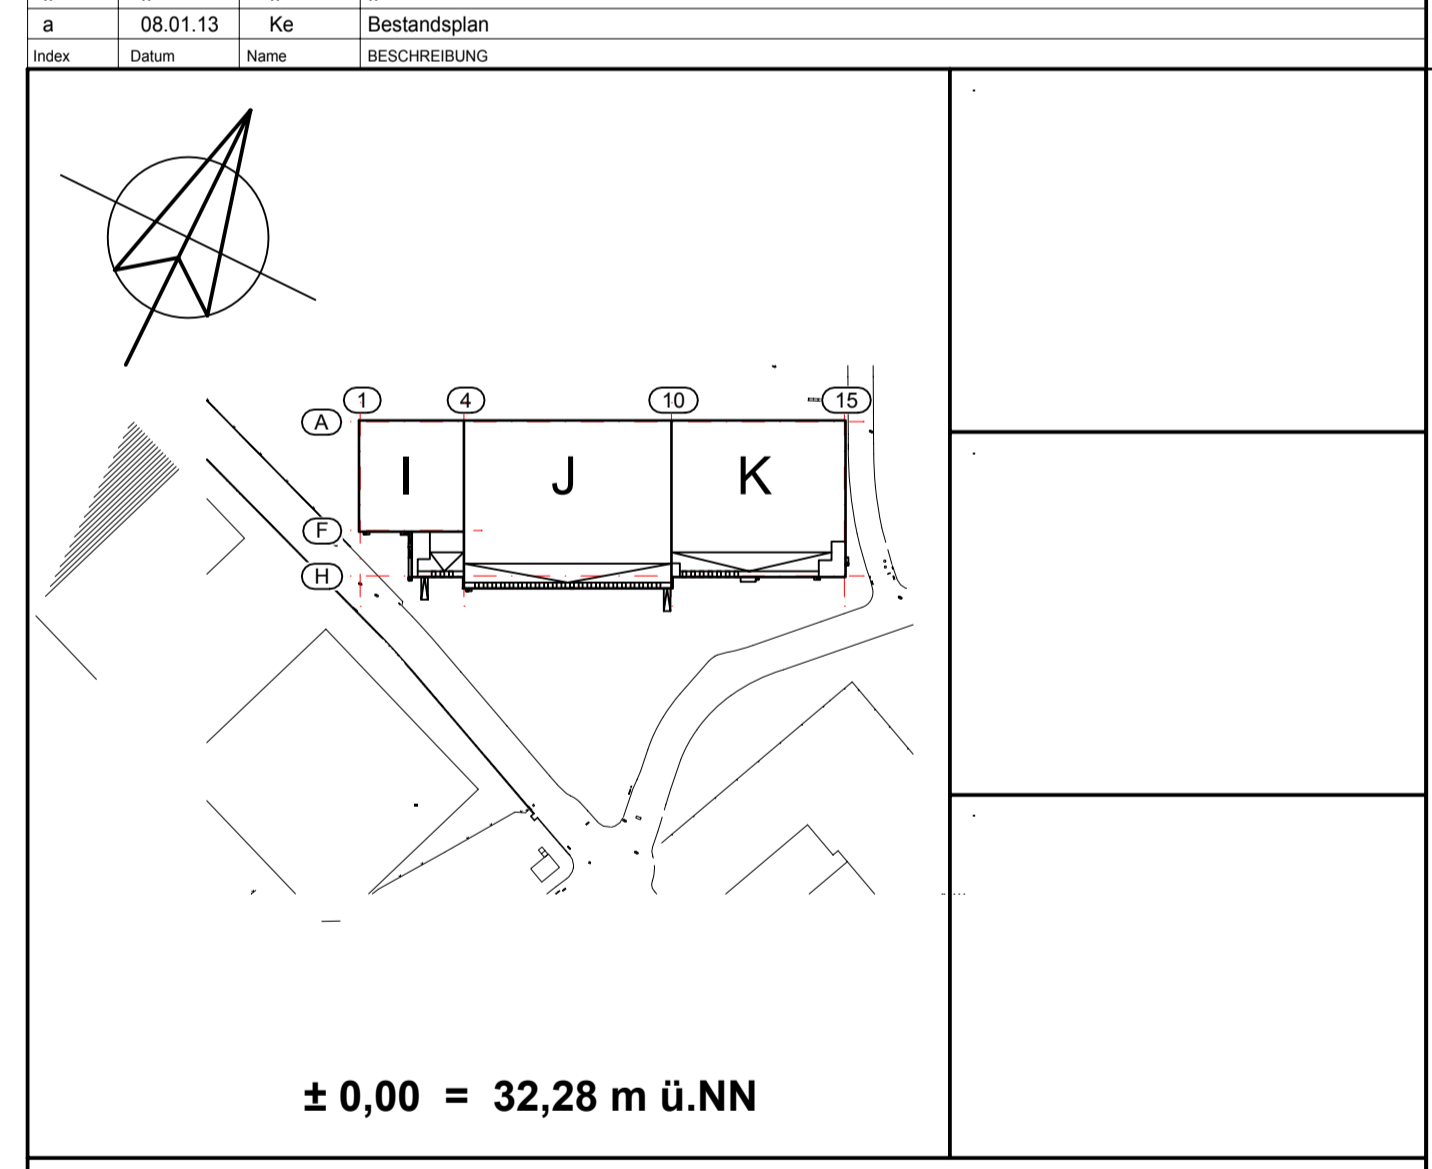 a 08.01.13 Ke Bestandsplan
Index Datum Name BESCHREIBUNG
1 4 10 15
A
I J K
F
H
± 0,00 = 32,28 m ü.NN